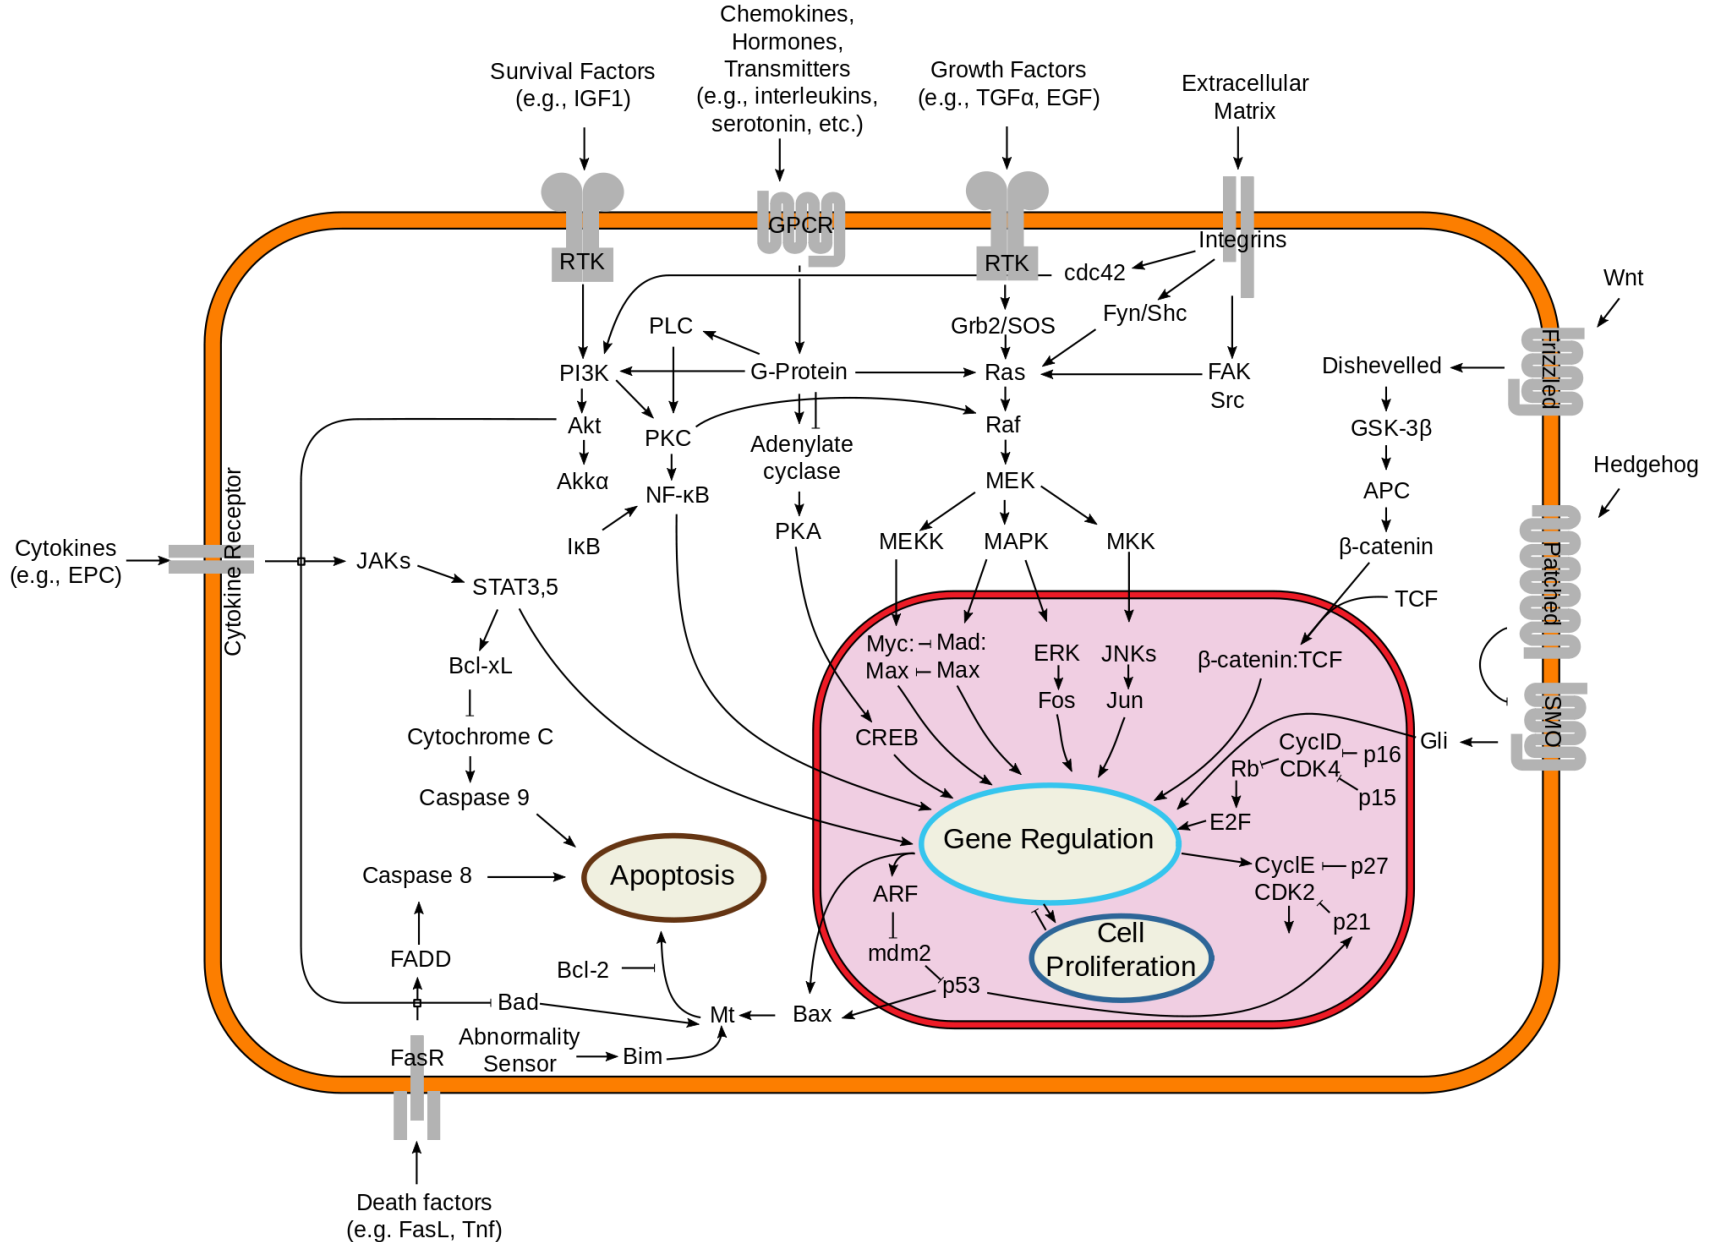 Chemokines,
Hormones,
Transmitters
(e.g., interleukins,
serotonin, etc.)
Survival Factors
(e.g., IGF1)
Growth Factors
(e.g., TGFα, EGF)
Extracellular
Matrix
GPCR
RTK
RTK
Integrins
cdc42
Wnt
Fyn/Shc
PLC
Grb2/SOS
Frizzled
Dishevelled
PI3K
G-Protein
Ras
FAK
Src
Akt
PKC
Raf
GSK-3β
Adenylate
cyclase
Hedgehog
Akkα
NF-κB
MEK
APC
PKA
IκB
MEKK
MAPK
MKK
β-catenin
Cytokines
(e.g., EPC)
Cytokine Receptor
JAKs
STAT3,5
TCF
Patched
Myc:
Mad:
Max
Max
ERK
JNKs
β-catenin:TCF
Bcl-xL
Fos
Jun
SMO
Cytochrome C
CREB
CyclD
CDK4
p16
Gli
Rb
Caspase 9
p15
E2F
Gene Regulation
Caspase 8
Apoptosis
ARF
CyclE
CDK2
p27
p21
Cell
Proliferation
FADD
Bcl-2
mdm2
p53
Bad
Mt
Bax
Abnormality
Sensor
Bim
FasR
Death factors
(e.g. FasL, Tnf)